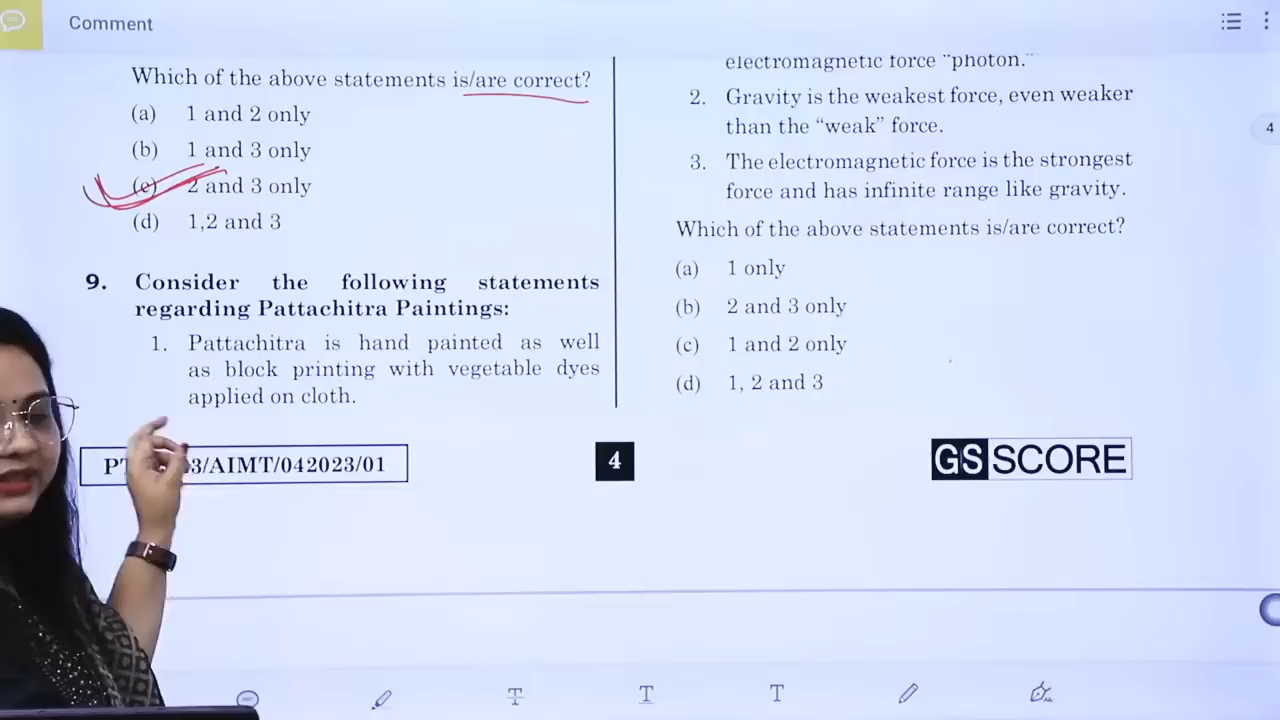 Comment
Which of the above statements is/are correct?
(a) 1 and 2 only
(b) 1 and 3 only
(c) 2 and 3 only
(d) 1,2 and 3
9. Consider the following statements
regarding Pattachitra Paintings:
1. Pattachitra is hand painted as well
as block printing with vegetable dyes
applied on cloth.
electromagnetic force "photon."
2. Gravity is the weakest force, even weaker
than the "weak" force.
3. The electromagnetic force is the strongest
force and has infinite range like gravity.
Which of the above statements is/are correct?
(a) 1 only
(b) 2 and 3 only
(c) 1 and 2 only
(d) 1, 2 and 3
4
3/AIMT/042023/01
4
GS SCORE
T
T
T